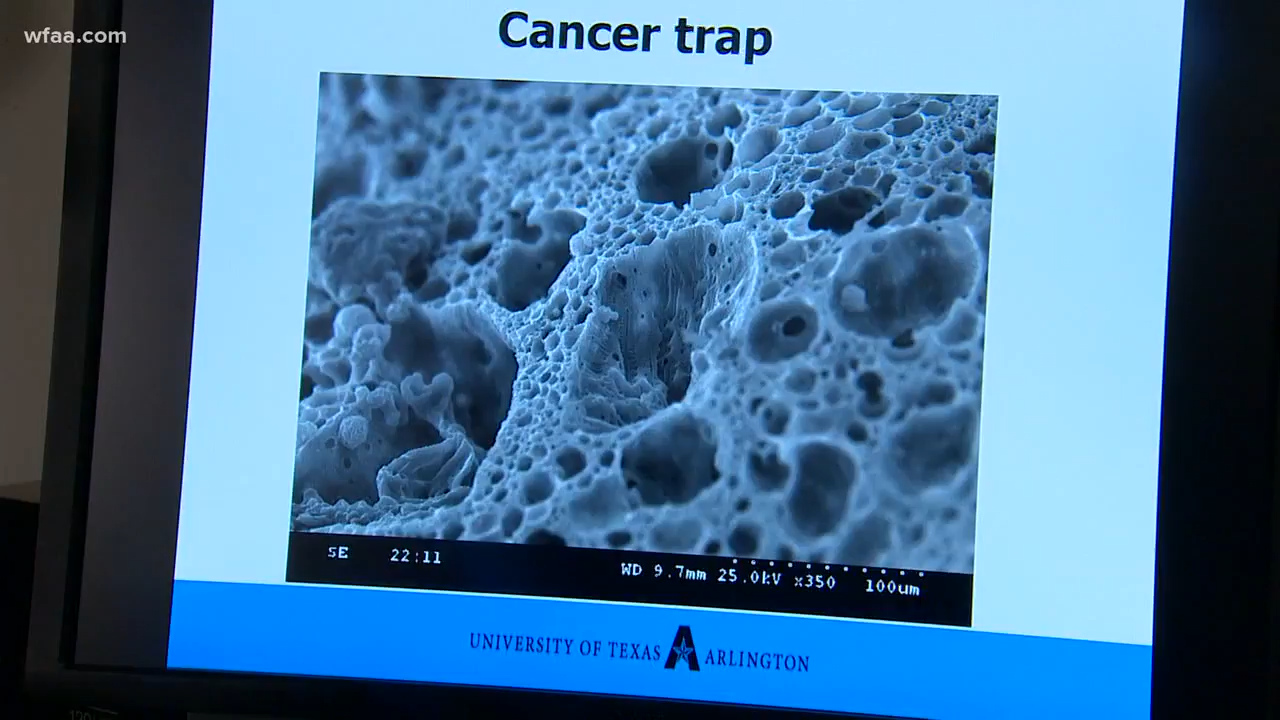 wfaa.com
Cancer trap
SE 22:11
WD 9.7mm 25.0kV x350 100um
UNIVERSITY OF TEXAS A ARLINGTON